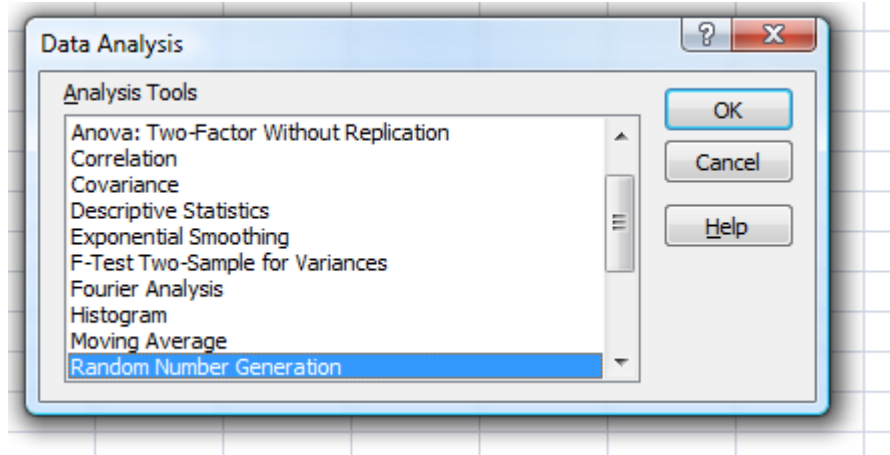 Data Analysis
Analysis Tools
Anova: Two-Factor Without Replication
Correlation
Covariance
Descriptive Statistics
Exponential Smoothing
F-Test Two-Sample for Variances
Fourier Analysis
Histogram
Moving Average
Random Number Generation
OK
Cancel
Help